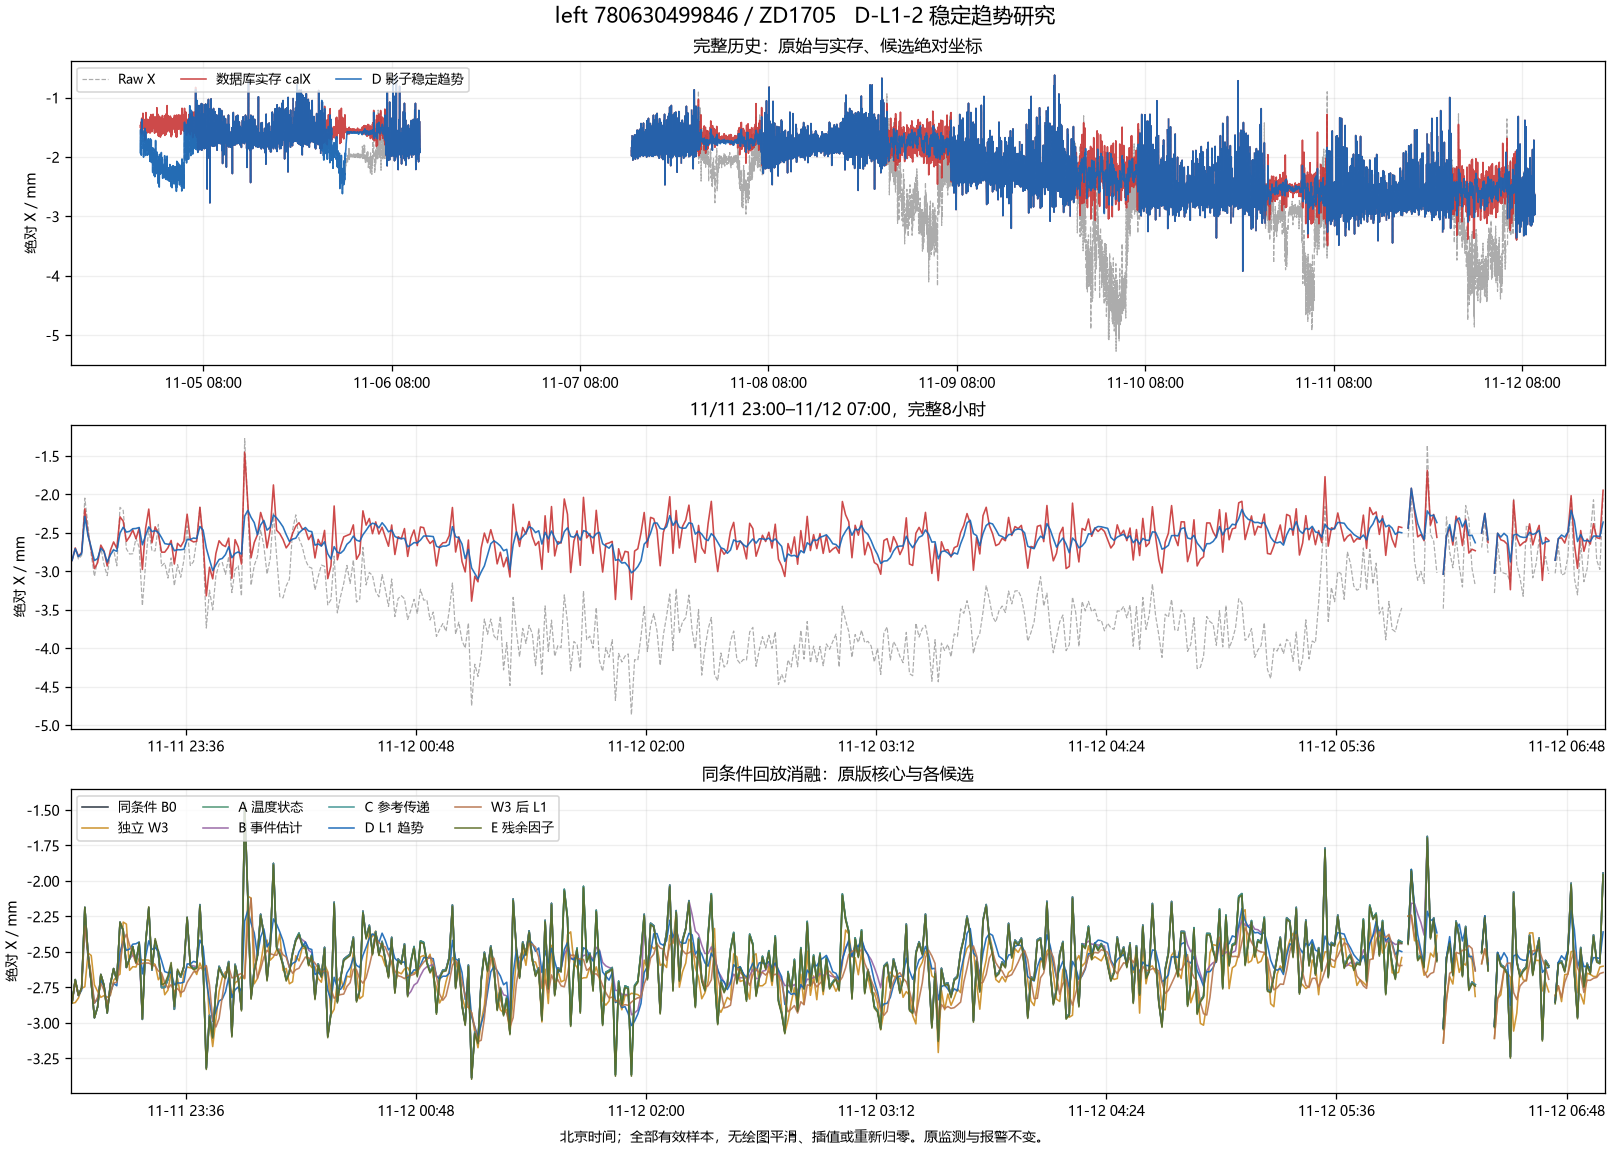 left 780630499846 / ZD1705   D-L1-2 稳定趋势研究
完整历史：原始与实存、候选绝对坐标
Raw X
数据库实存 calX
D 影子稳定趋势
绝对 X / mm
-1
-2
-3
-4
-5
11-05 08:00
11-06 08:00
11-07 08:00
11-08 08:00
11-09 08:00
11-10 08:00
11-11 08:00
11-12 08:00
11/11 23:00–11/12 07:00，完整8小时
绝对 X / mm
-1.5
-2.0
-2.5
-3.0
-3.5
-4.0
-4.5
-5.0
11-11 23:36
11-12 00:48
11-12 02:00
11-12 03:12
11-12 04:24
11-12 05:36
11-12 06:48
同条件回放消融：原版核心与各候选
同条件 B0
A 温度状态
C 参考传递
W3 后 L1
独立 W3
B 事件估计
D L1 趋势
E 残余因子
绝对 X / mm
-1.50
-1.75
-2.00
-2.25
-2.50
-2.75
-3.00
-3.25
11-11 23:36
11-12 00:48
11-12 02:00
11-12 03:12
11-12 04:24
11-12 05:36
11-12 06:48
北京时间；全部有效样本，无绘图平滑、插值或重新归零。原监测与报警不变。